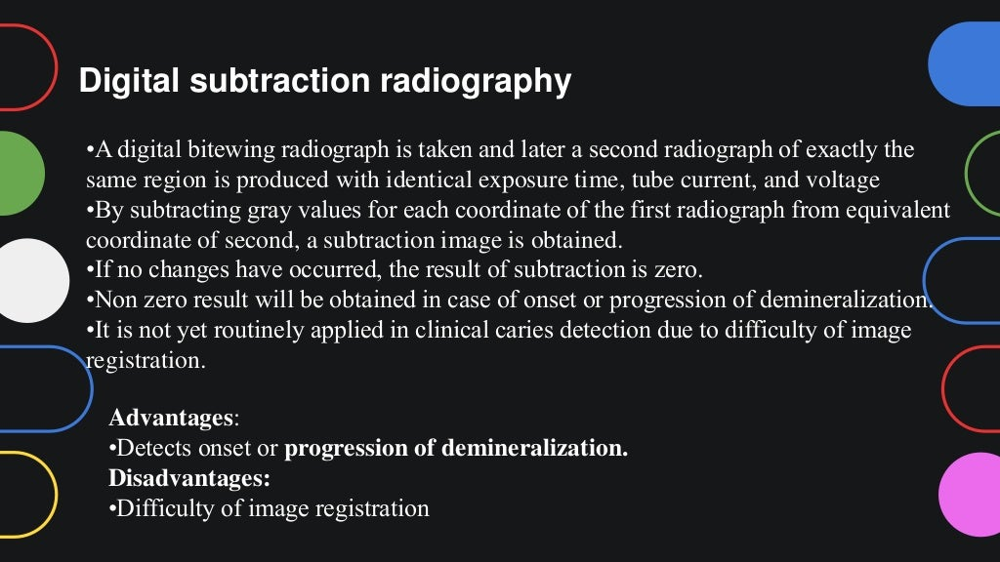 Digital subtraction radiography
•A digital bitewing radiograph is taken and later a second radiograph of exactly the
same region is produced with identical exposure time, tube current, and voltage
•By subtracting gray values for each coordinate of the first radiograph from equivalent
coordinate of second, a subtraction image is obtained.
•If no changes have occurred, the result of subtraction is zero.
•Non zero result will be obtained in case of onset or progression of demineralization.
•It is not yet routinely applied in clinical caries detection due to difficulty of image
registration.
Advantages:
•Detects onset or progression of demineralization.
Disadvantages:
•Difficulty of image registration